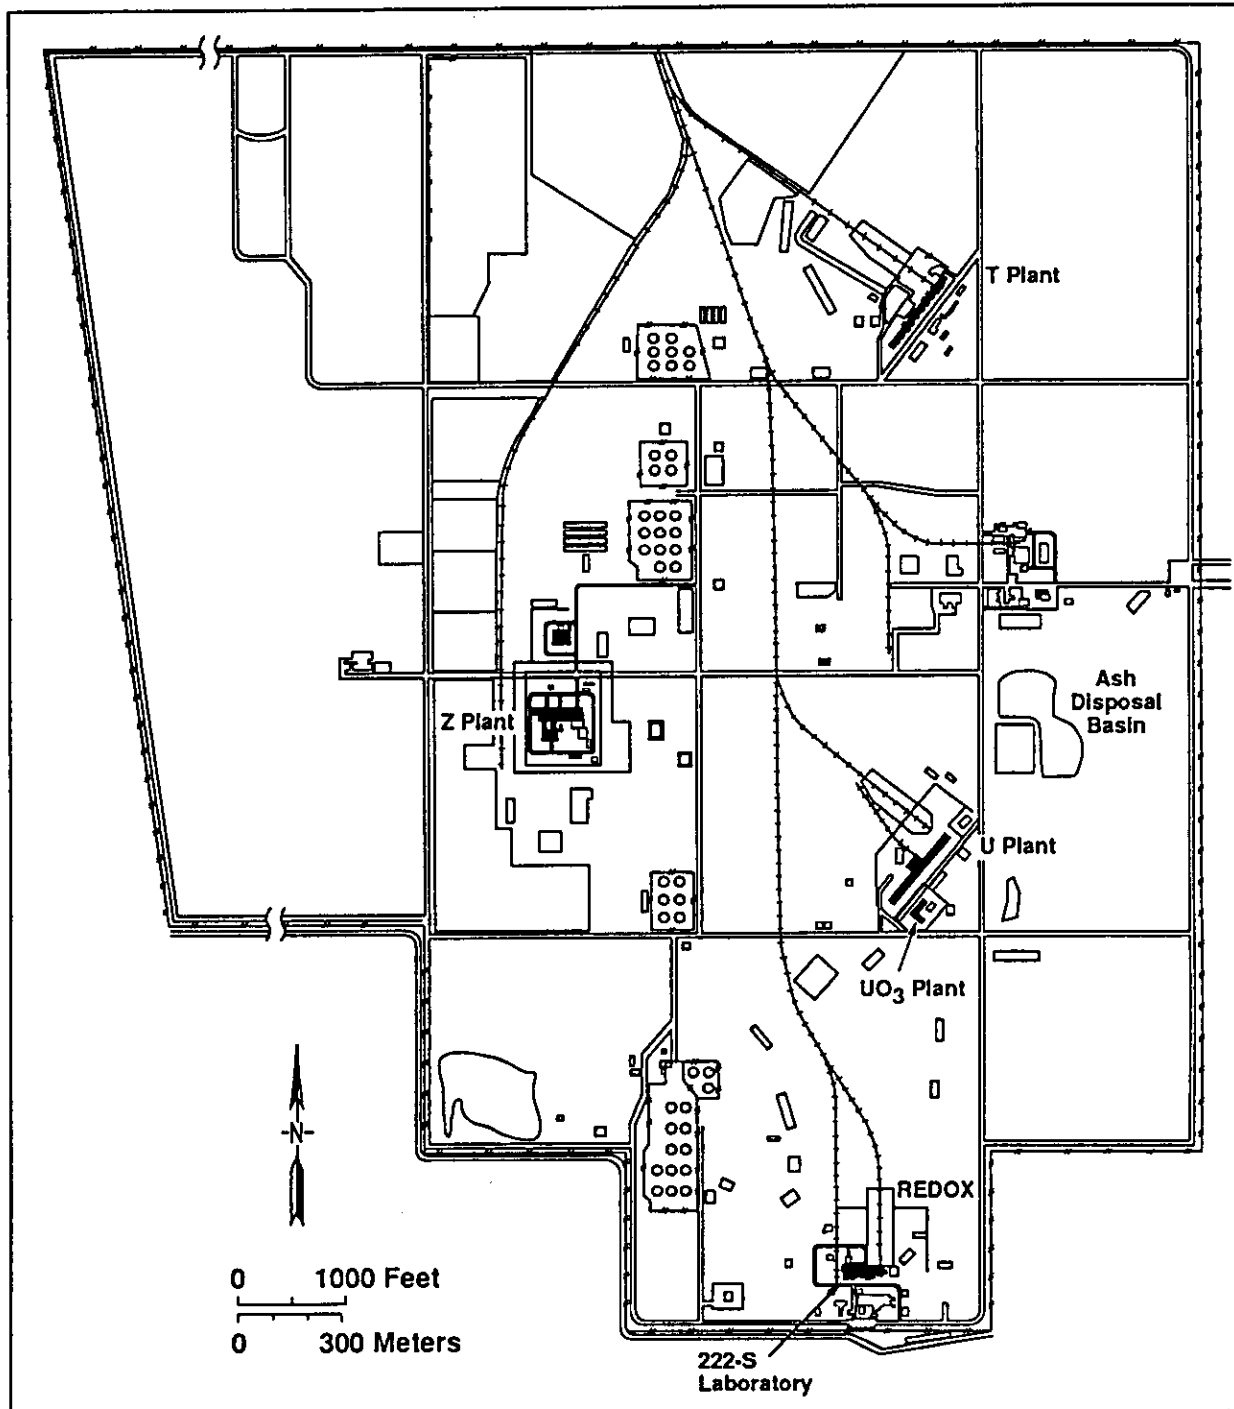 T Plant
Z Plant
Ash
Disposal
Basin
U Plant
UO3 Plant
-N-
REDOX
0 1000 Feet
0 300 Meters
222-S
Laboratory